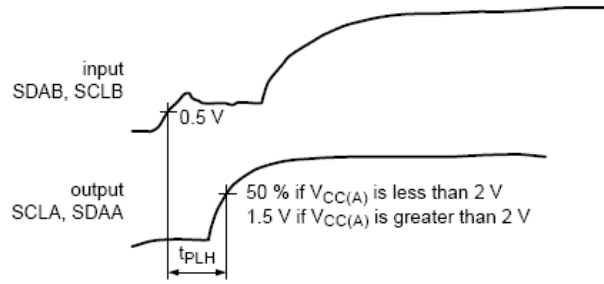 input
SDAB, SCLB
0.5 V
output
SCLA, SDAA
50 % if VCC(A) is less than 2 V
1.5 V if VCC(A) is greater than 2 V
tPLH